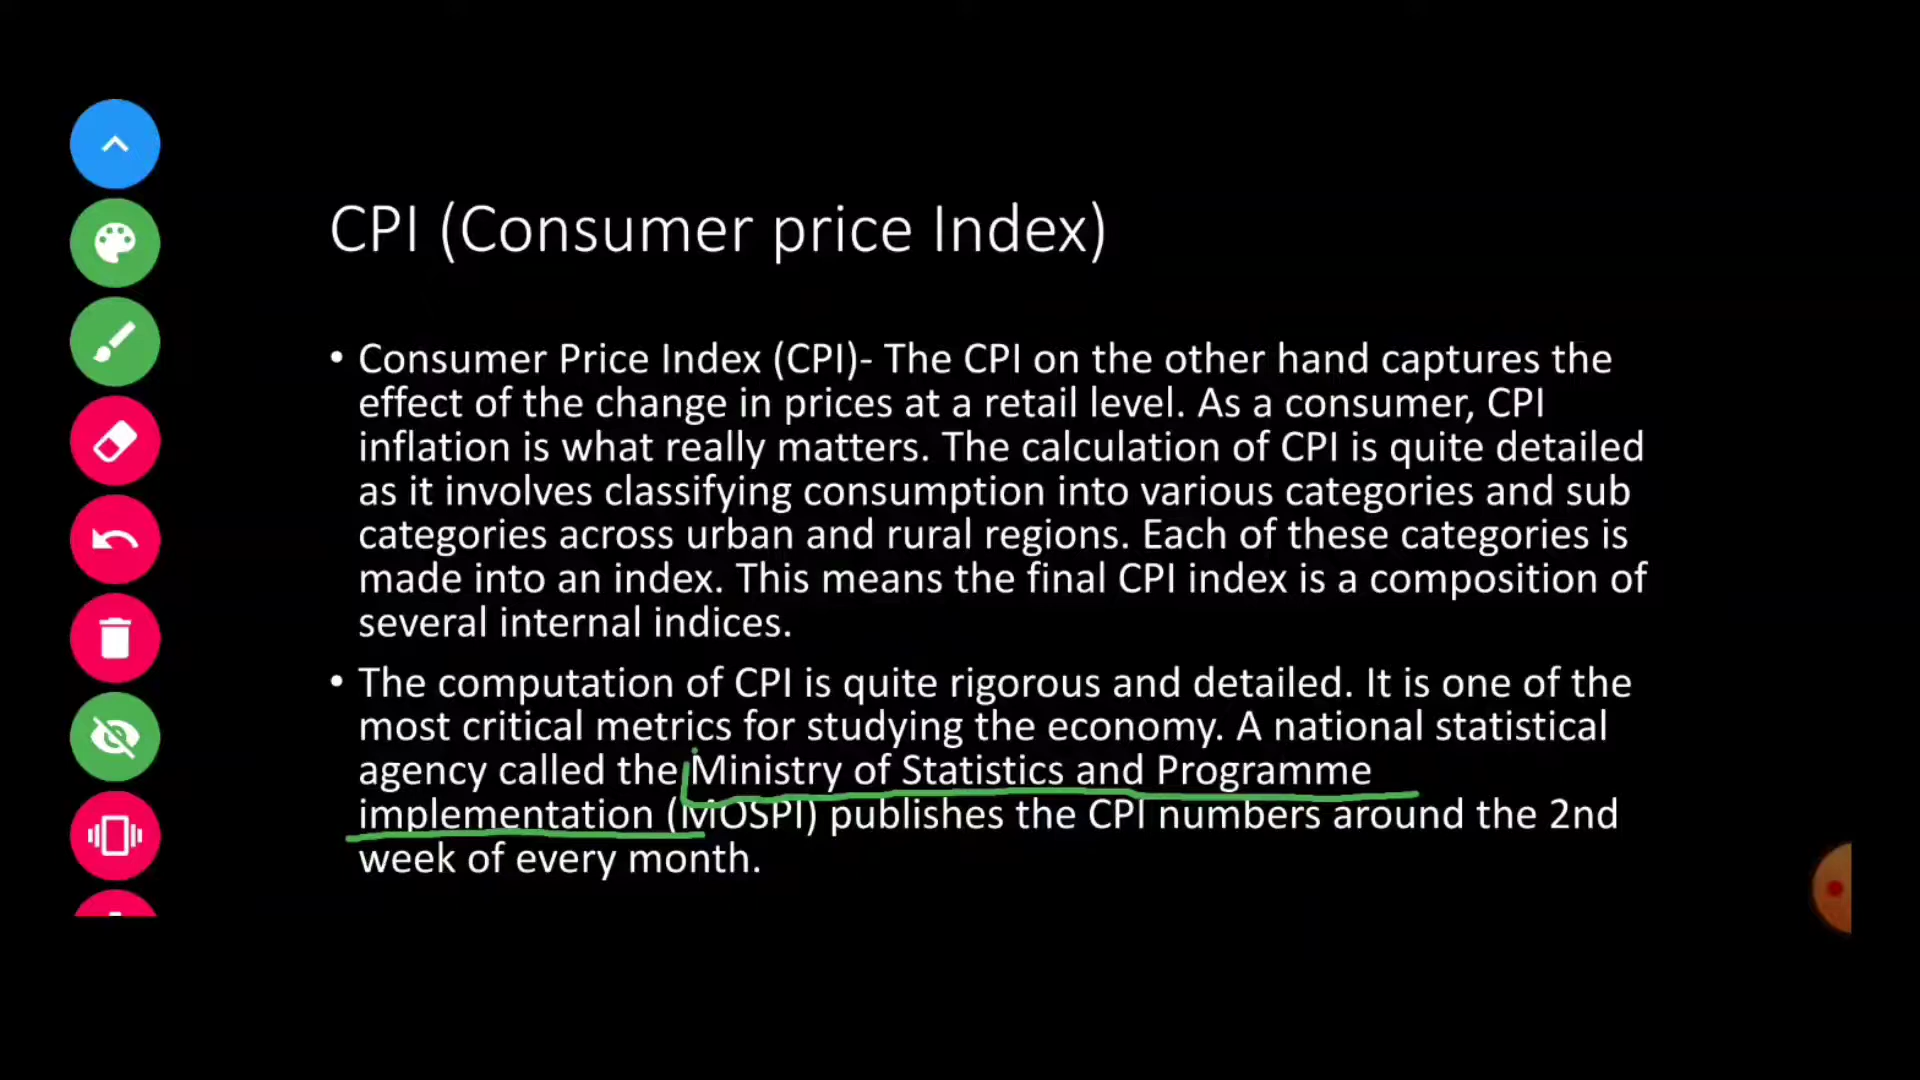 CPI (Consumer price Index)
• Consumer Price Index (CPI)- The CPI on the other hand captures the
effect of the change in prices at a retail level. As a consumer, CPI
inflation is what really matters. The calculation of CPI is quite detailed
as it involves classifying consumption into various categories and sub
categories across urban and rural regions. Each of these categories is
made into an index. This means the final CPI index is a composition of
several internal indices.
• The computation of CPI is quite rigorous and detailed. It is one of the
most critical metrics for studying the economy. A national statistical
agency called the Ministry of Statistics and Programme
implementation (MOSPI) publishes the CPI numbers around the 2nd
week of every month.